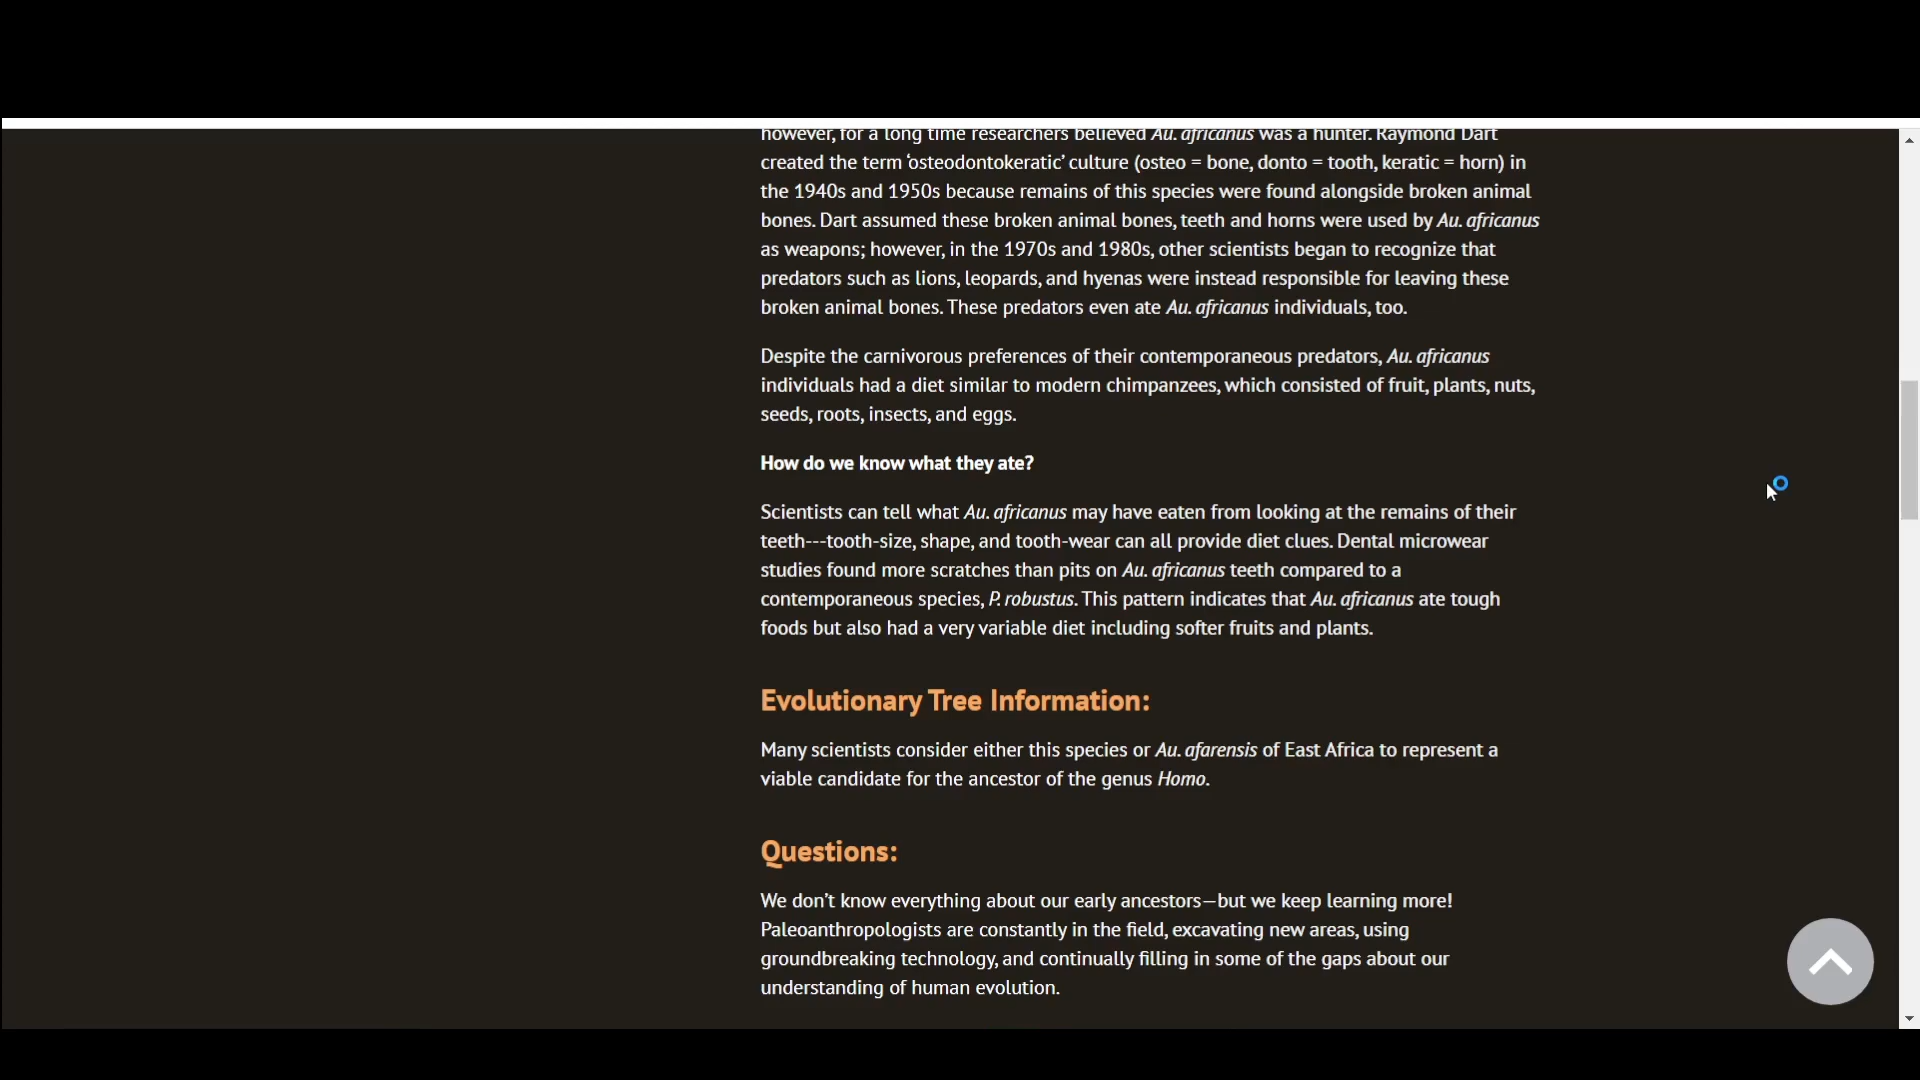 however, for a long time researchers believed Au. africanus was a hunter. Raymond Dart
created the term ‘osteodontokeratic’ culture (osteo = bone, donto = tooth, keratic = horn) in
the 1940s and 1950s because remains of this species were found alongside broken animal
bones. Dart assumed these broken animal bones, teeth and horns were used by Au. africanus
as weapons; however, in the 1970s and 1980s, other scientists began to recognize that
predators such as lions, leopards, and hyenas were instead responsible for leaving these
broken animal bones. These predators even ate Au. africanus individuals, too.
Despite the carnivorous preferences of their contemporaneous predators, Au. africanus
individuals had a diet similar to modern chimpanzees, which consisted of fruit, plants, nuts,
seeds, roots, insects, and eggs.
How do we know what they ate?
Scientists can tell what Au. africanus may have eaten from looking at the remains of their
teeth---tooth-size, shape, and tooth-wear can all provide diet clues. Dental microwear
studies found more scratches than pits on Au. africanus teeth compared to a
contemporaneous species, P. robustus. This pattern indicates that Au. africanus ate tough
foods but also had a very variable diet including softer fruits and plants.
Evolutionary Tree Information:
Many scientists consider either this species or Au. afarensis of East Africa to represent a
viable candidate for the ancestor of the genus Homo.
Questions:
We don’t know everything about our early ancestors—but we keep learning more!
Paleoanthropologists are constantly in the field, excavating new areas, using
groundbreaking technology, and continually filling in some of the gaps about our
understanding of human evolution.